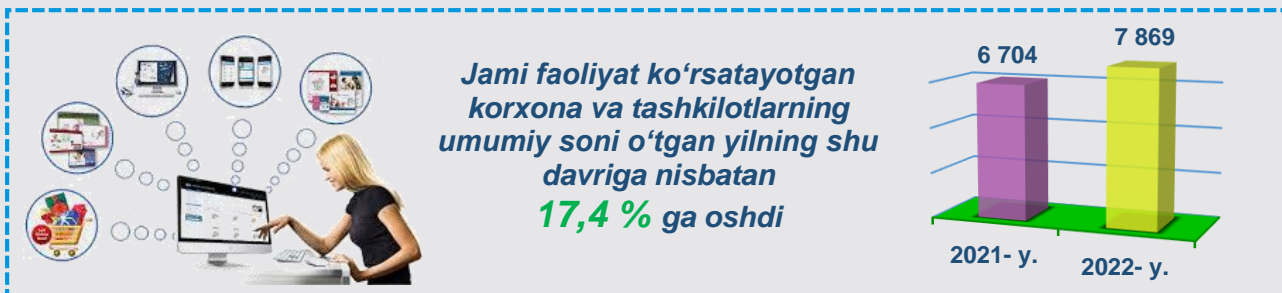 Jami faoliyat ko‘rsatayotgan
korxona va tashkilotlarning
umumiy soni o‘tgan yilning shu
davriga nisbatan
17,4 % ga oshdi
6 704
7 869
2021- y.
2022- y.